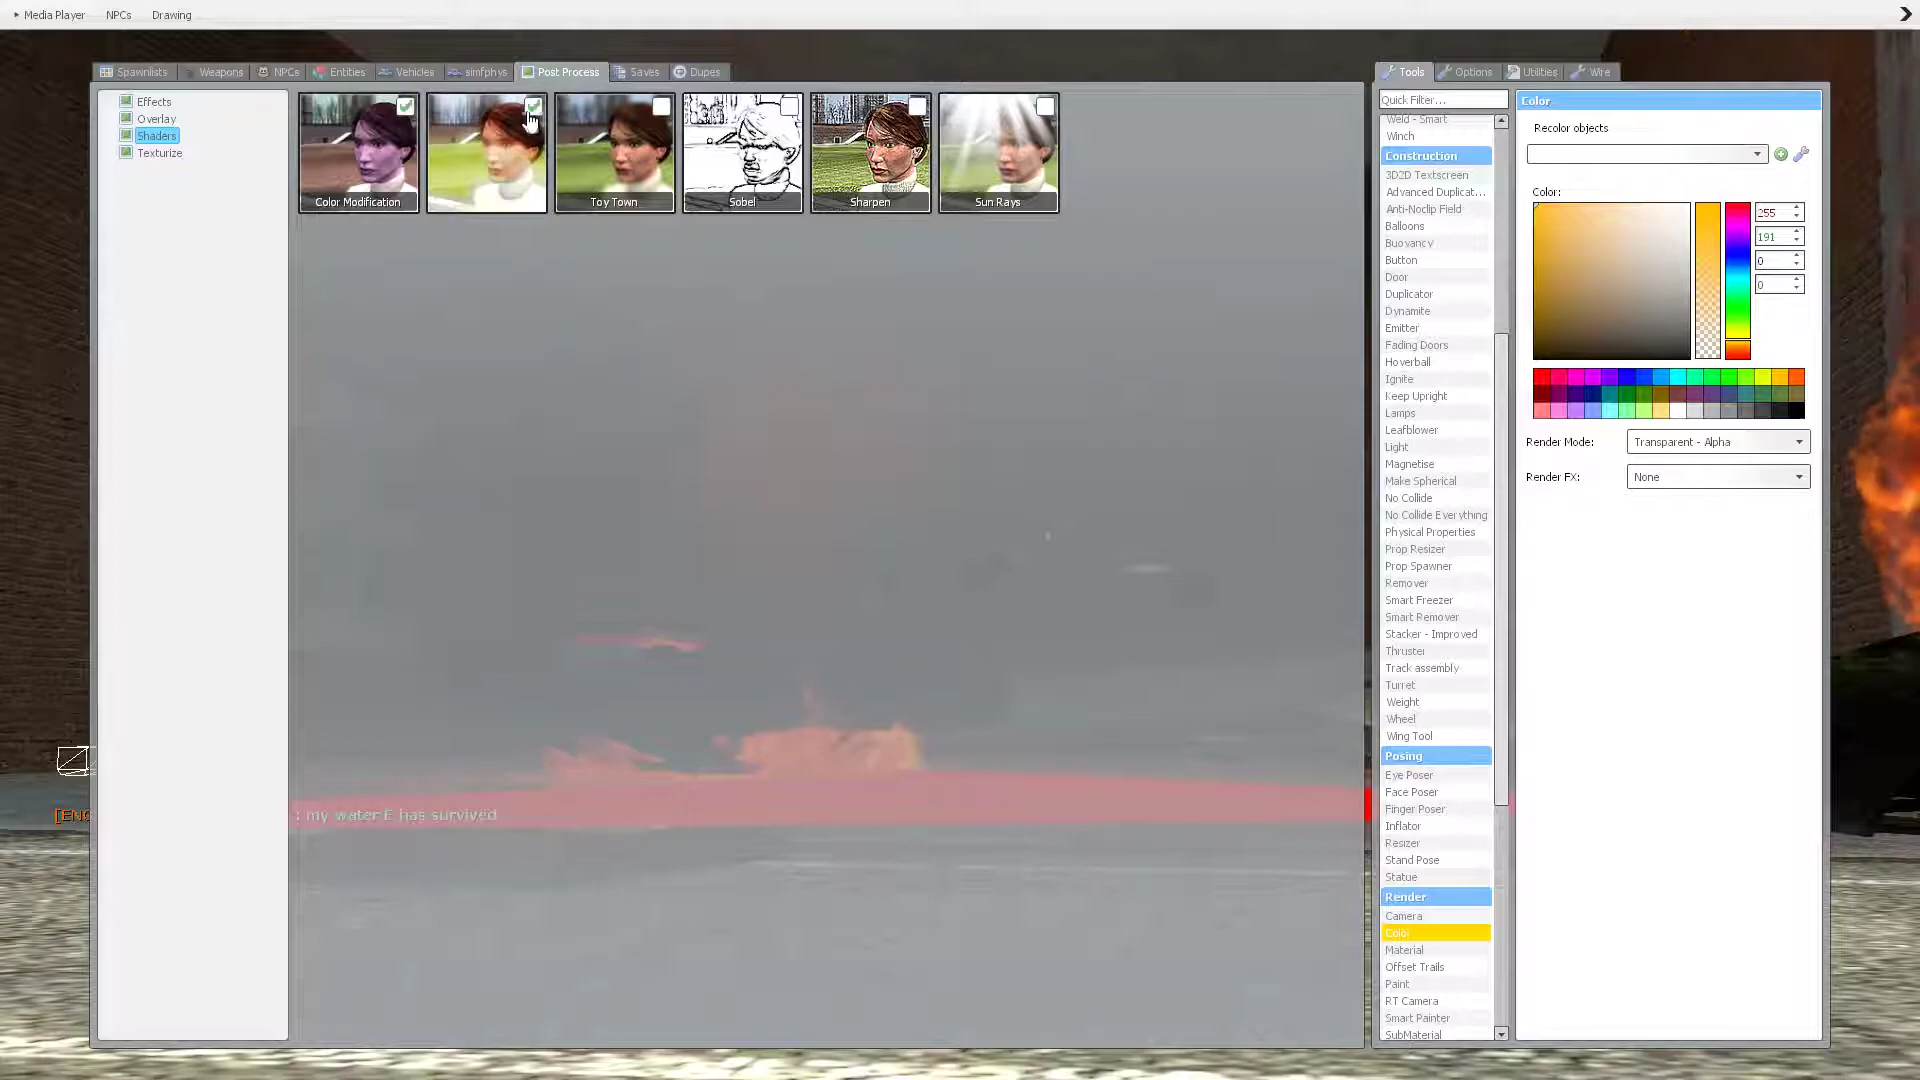 Media Player NPCs Drawing
Spawnlists Weapons NPCs Entities Vehicles simfphys Post Process Saves Dupes
Tools Options Utilities Wire
Effects
Overlay
Shaders
Texturize
Color Modification
Toy Town
Sobel
Sharpen
Sun Rays
: my water E has survived
[ENG
Quick Filter...
Weld - Smart
Winch
Construction
3D2D Textscreen
Advanced Duplicat...
Anti-Noclip Field
Balloons
Buoyancy
Button
Door
Duplicator
Dynamite
Emitter
Fading Doors
Hoverball
Ignite
Keep Upright
Lamps
Leafblower
Light
Magnetise
Make Spherical
No Collide
No Collide Everything
Physical Properties
Prop Resizer
Prop Spawner
Remover
Smart Freezer
Smart Remover
Stacker - Improved
Thruster
Track assembly
Turret
Weight
Wheel
Wing Tool
Posing
Eye Poser
Face Poser
Finger Poser
Inflator
Resizer
Stand Pose
Statue
Render
Camera
Color
Material
Offset Trails
Paint
RT Camera
Smart Painter
SubMaterial
Color
Recolor objects
Color:
255
191
0
0
Render Mode: Transparent - Alpha
Render FX: None